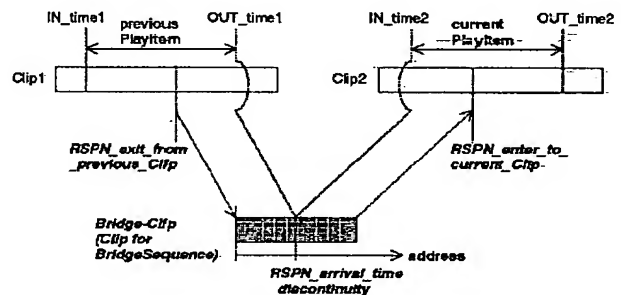 previous
PlayItem
IN_time1
OUT_time1
current
PlayItem
IN_time2
OUT_time2
Clip1
Clip2
RSPN_exit_from
_previous_Clip
RSPN_enter_to_
current_Clip
Bridge-Clip
(Clip for
BridgeSequence)
address
RSPN_arrival_time
discontinuity